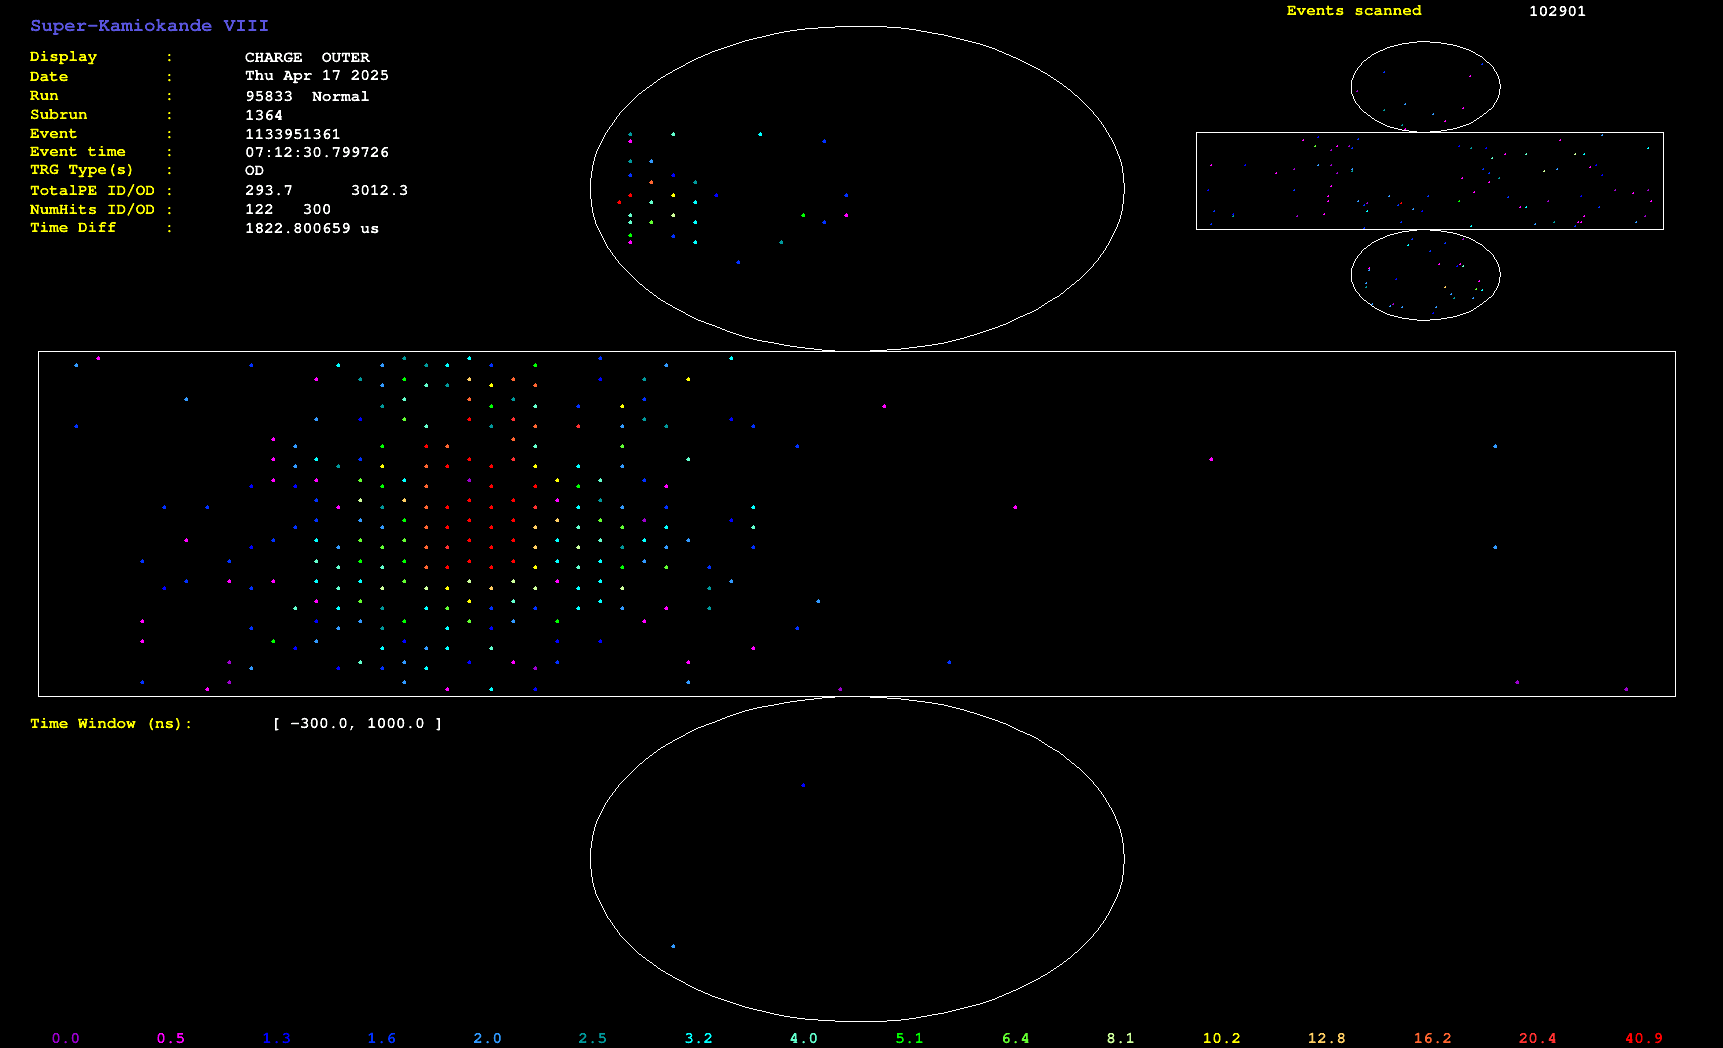 Super-Kamiokande VIII
Events scanned 102901
Display : CHARGE OUTER
Date : Thu Apr 17 2025
Run : 95833 Normal
Subrun : 1364
Event : 1133951361
Event time : 07:12:30.799726
TRG Type(s) : OD
TotalPE ID/OD : 293.7 3012.3
NumHits ID/OD : 122 300
Time Diff : 1822.800659 us
Time Window (ns): [ -300.0, 1000.0 ]
0.0 0.5 1.3 1.6 2.0 2.5 3.2 4.0 5.1 6.4 8.1 10.2 12.8 16.2 20.4 40.9